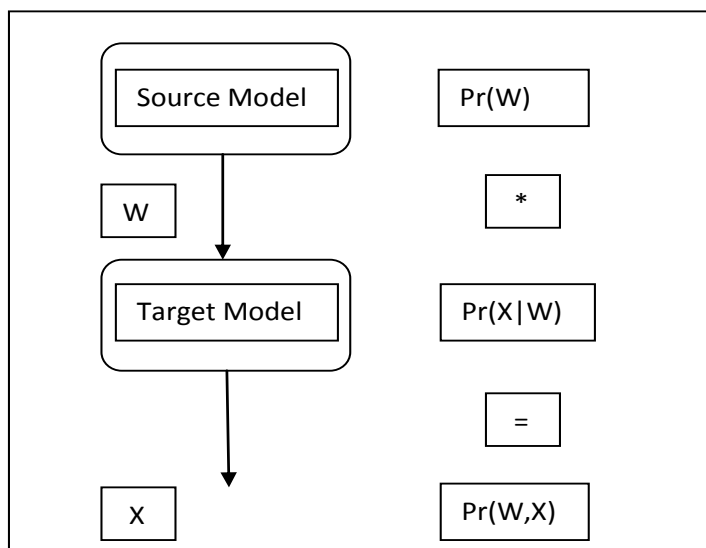 Source Model
Pr(W)
W
*
Target Model
Pr(X|W)
=
X
Pr(W,X)